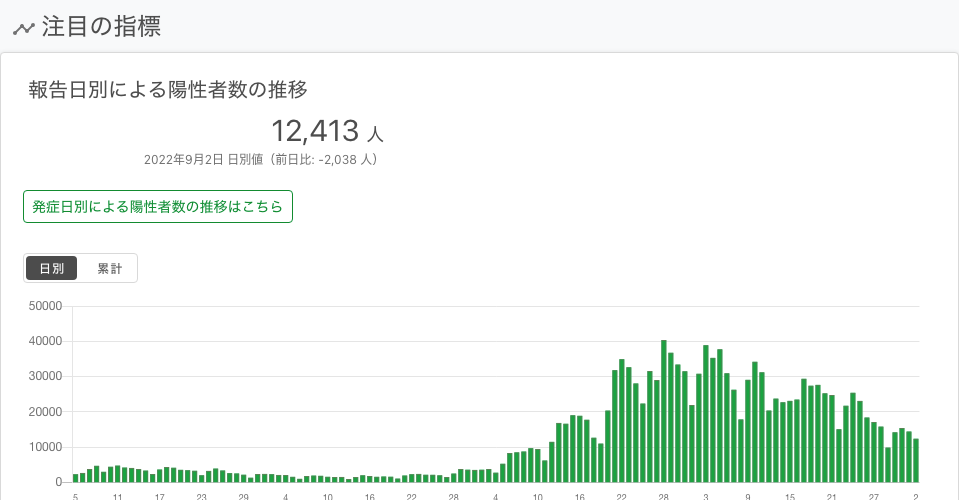 注目の指標
報告日別による陽性者数の推移
12,413 人
2022年9月2日 日別値（前日比: -2,038 人）
発症日別による陽性者数の推移はこちら
日別 累計
50000
40000
30000
20000
10000
0
5 11 17 23 29 4 10 16 22 28 4 10 16 22 28 3 9 15 21 27 2